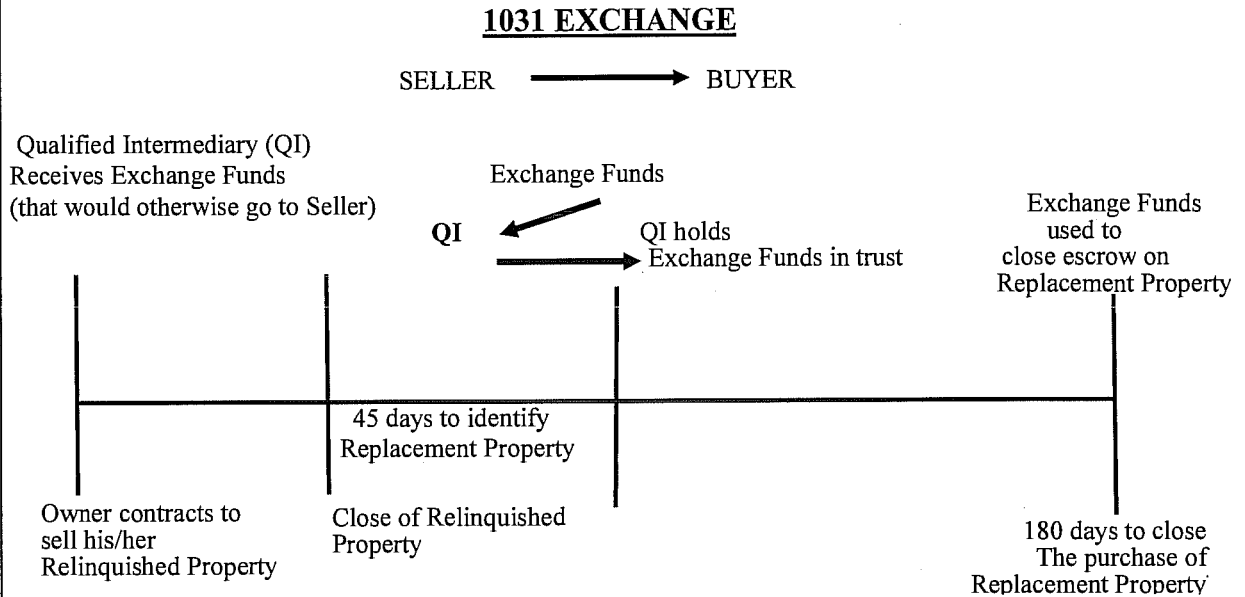 1031 EXCHANGE
SELLER BUYER
Qualified Intermediary (QI)
Receives Exchange Funds
(that would otherwise go to Seller)
Exchange Funds
QI
QI holds
Exchange Funds in trust
Exchange Funds
used to
close escrow on
Replacement Property
45 days to identify
Replacement Property
Owner contracts to
sell his/her
Relinquished Property
Close of Relinquished
Property
180 days to close
The purchase of
Replacement Property